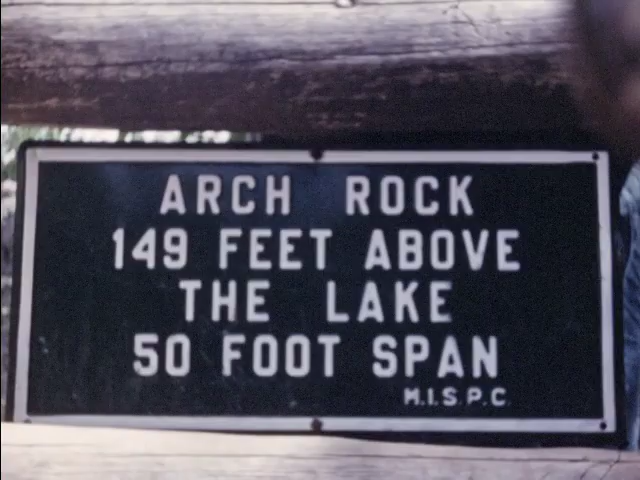 ARCH ROCK
149 FEET ABOVE
THE LAKE
50 FOOT SPAN
M.I.S.P.C.